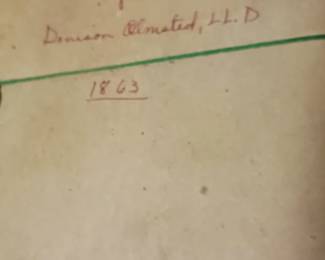 Denison Olmsted, LL.D
1863